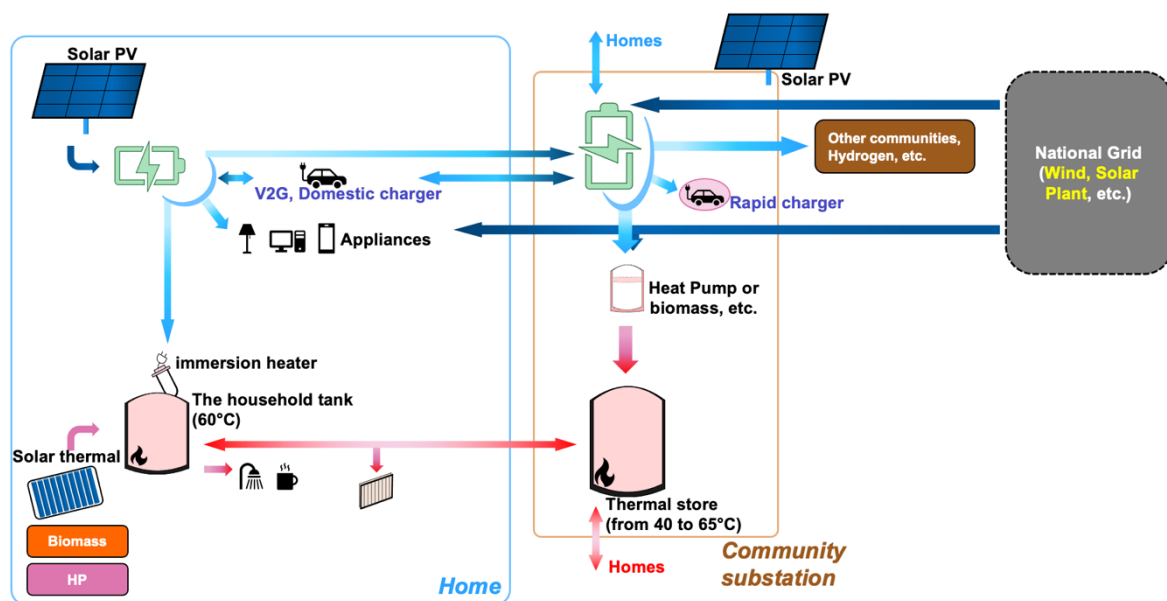 Solar PV
Homes
Solar PV
Other communities,
Hydrogen, etc.
National Grid
(Wind, Solar
Plant, etc.)
V2G, Domestic charger
Rapid charger
Appliances
Heat Pump or
biomass, etc.
immersion heater
The household tank
(60°C)
Solar thermal
Thermal store
(from 40 to 65°C)
Biomass
HP
Home
Homes
Community
substation